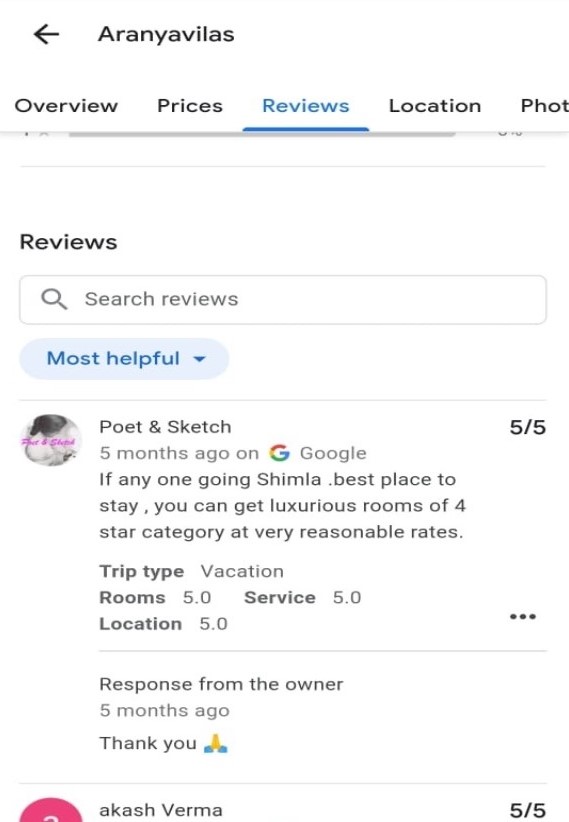 Aranyavilas
Overview Prices Reviews Location Phot
Reviews
Search reviews
Most helpful
Poet & Sketch 5/5
Poet & Sketch
5 months ago on G Google
If any one going Shimla .best place to
stay , you can get luxurious rooms of 4
star category at very reasonable rates.
Trip type Vacation
Rooms 5.0 Service 5.0
Location 5.0
Response from the owner
5 months ago
Thank you 🙏
akash Verma 5/5